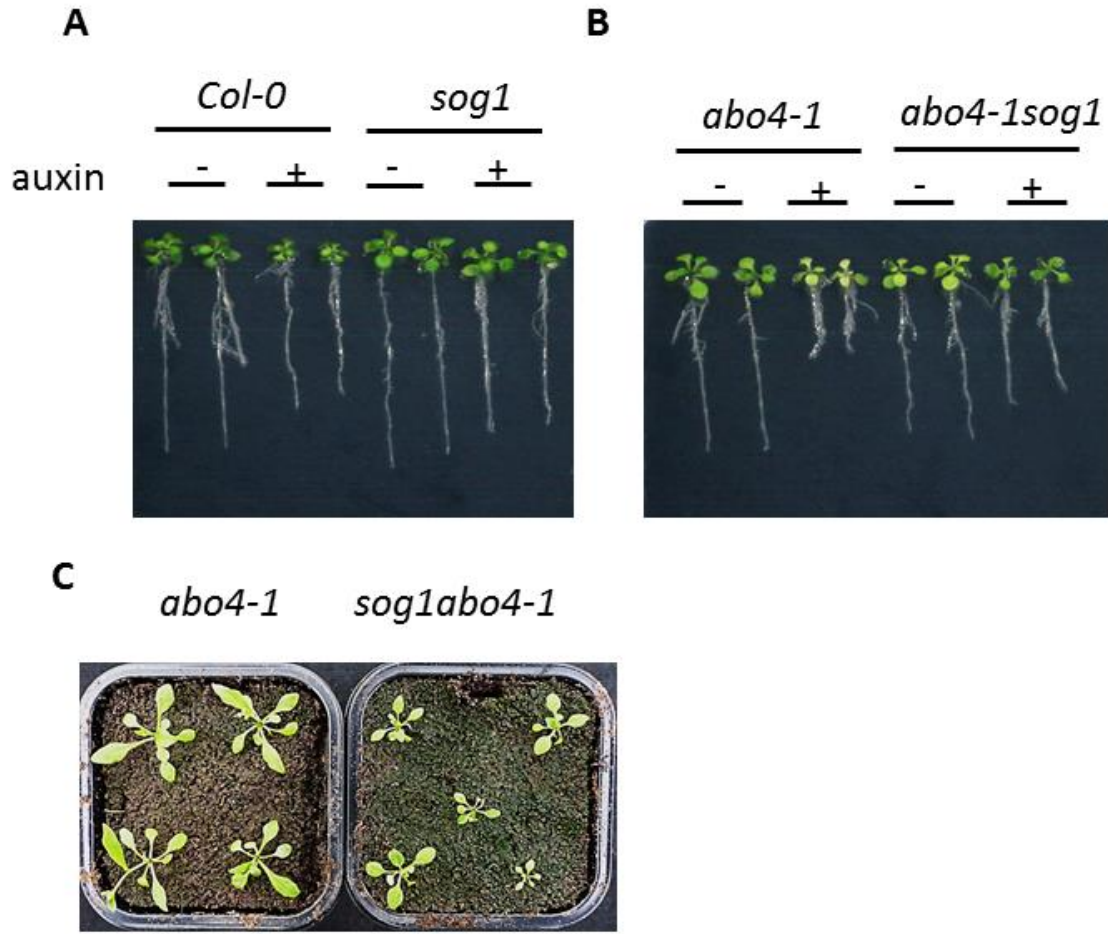 A
Col-0 sog1
auxin - + - +
B
abo4-1 abo4-1sog1
- + - +
C
abo4-1 sog1abo4-1